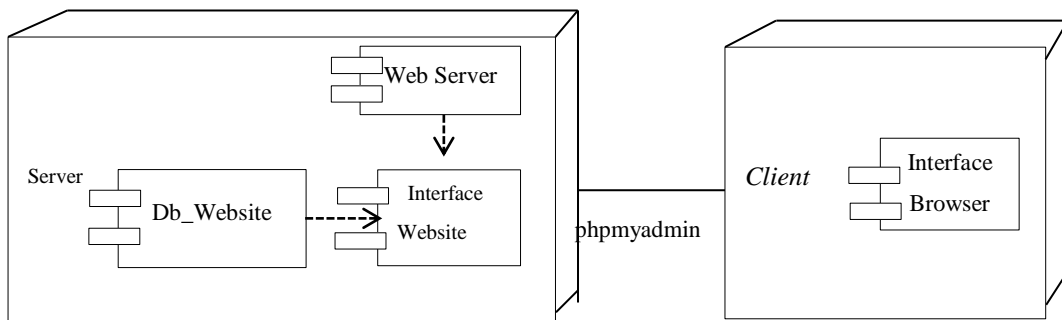 Web Server
Server
Db_Website
Interface
Website
phpmyadmin
Client
Interface
Browser